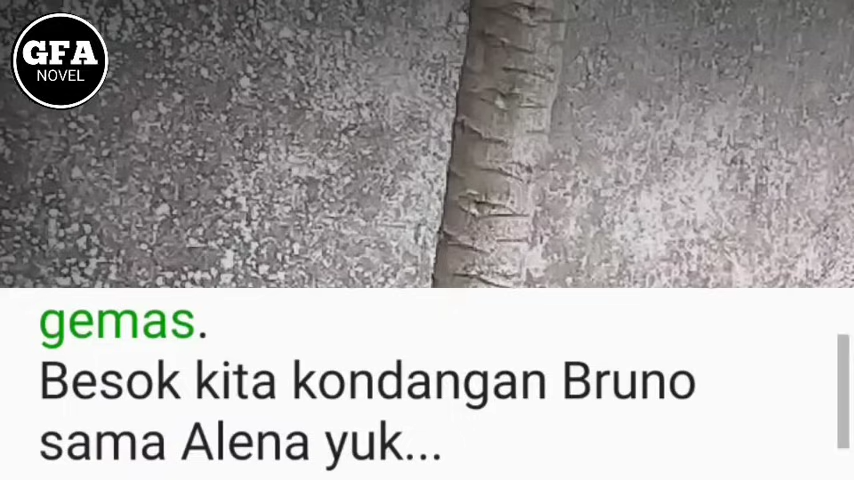 GFA
NOVEL
gemas.
Besok kita kondangan Bruno
sama Alena yuk...